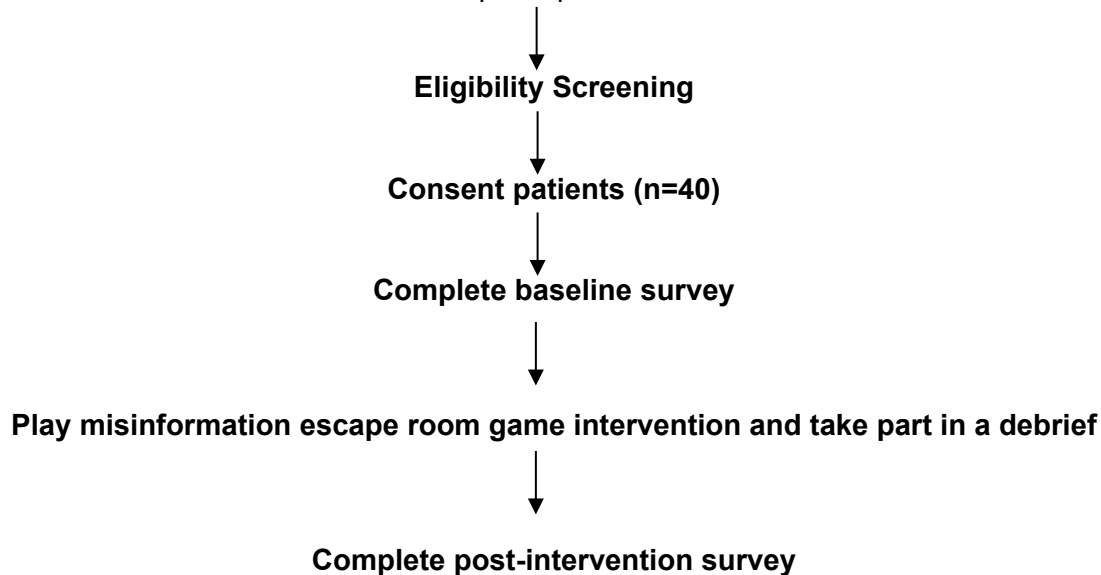 Eligibility Screening
Consent patients (n=40)
Complete baseline survey
Play misinformation escape room game intervention and take part in a debrief
Complete post-intervention survey